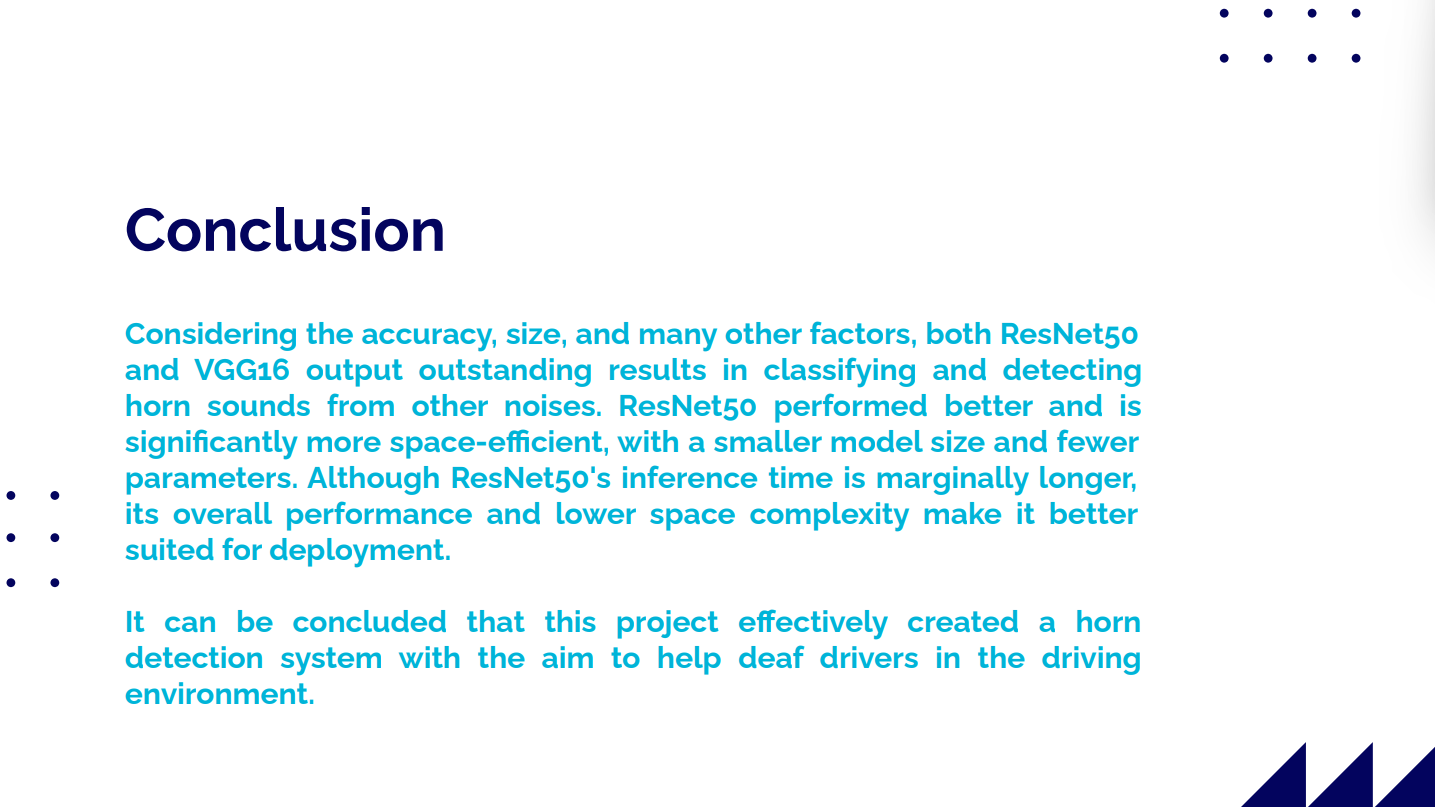 Conclusion
Considering the accuracy, size, and many other factors, both ResNet50
and VGG16 output outstanding results in classifying and detecting
horn sounds from other noises. ResNet50 performed better and is
significantly more space-efficient, with a smaller model size and fewer
parameters. Although ResNet50's inference time is marginally longer,
its overall performance and lower space complexity make it better
suited for deployment.
It can be concluded that this project effectively created a horn
detection system with the aim to help deaf drivers in the driving
environment.